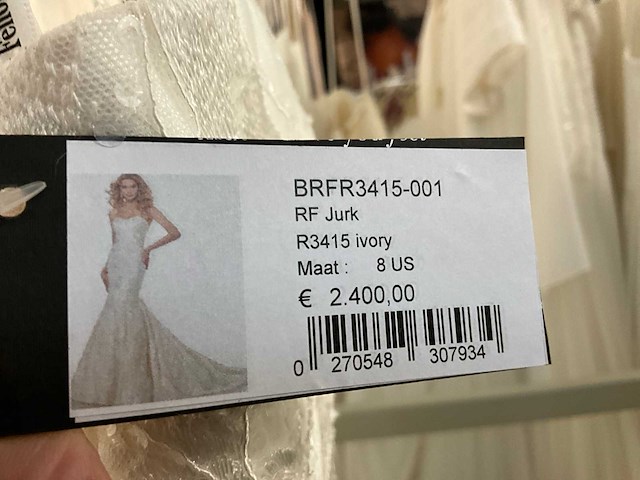 BRFR3415-001
RF Jurk
R3415 ivory
Maat : 8 US
€ 2.400,00
0 270548 307934